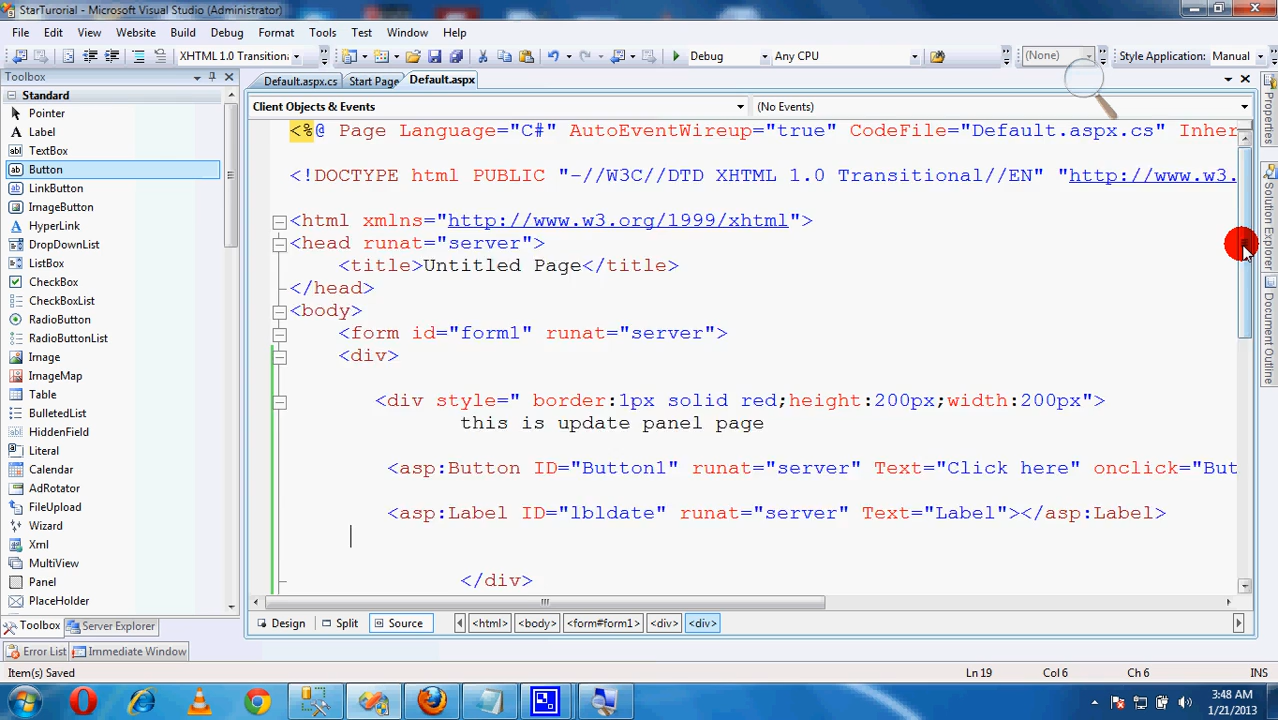 StarTurorial - Microsoft Visual Studio (Administrator)
File Edit View Website Build Debug Format Tools Test Window Help
XHTML 1.0 Transition Debug Any CPU (None) Style Application: Manual
Toolbox
Default.aspx.cs Start Page Default.aspx
Standard
Client Objects & Events (No Events)
Pointer
Label
TextBox
Button
LinkButton
ImageButton
HyperLink
DropDownList
ListBox
CheckBox
CheckBoxList
RadioButton
RadioButtonList
Image
ImageMap
Table
BulletedList
HiddenField
Literal
Calendar
AdRotator
FileUpload
Wizard
Xml
MultiView
Panel
PlaceHolder
<%@ Page Language="C#" AutoEventWireup="true" CodeFile="Default.aspx.cs" Inher
<!DOCTYPE html PUBLIC "-//W3C//DTD XHTML 1.0 Transitional//EN" "http://www.w3.
<html xmlns="http://www.w3.org/1999/xhtml">
<head runat="server">
<title>Untitled Page</title>
</head>
<body>
<form id="form1" runat="server">
<div>
<div style=" border:1px solid red;height:200px;width:200px">
this is update panel page
<asp:Button ID="Button1" runat="server" Text="Click here" onclick="But
<asp:Label ID="lbldate" runat="server" Text="Label"></asp:Label>
</div>
Properties
Solution Explorer
Document Outline
Design Split Source <html> <body> <form#form1> <div> <div>
Toolbox Server Explorer
Error List Immediate Window
Item(s) Saved Ln 19 Col 6 Ch 6 INS
3:48 AM
1/21/2013